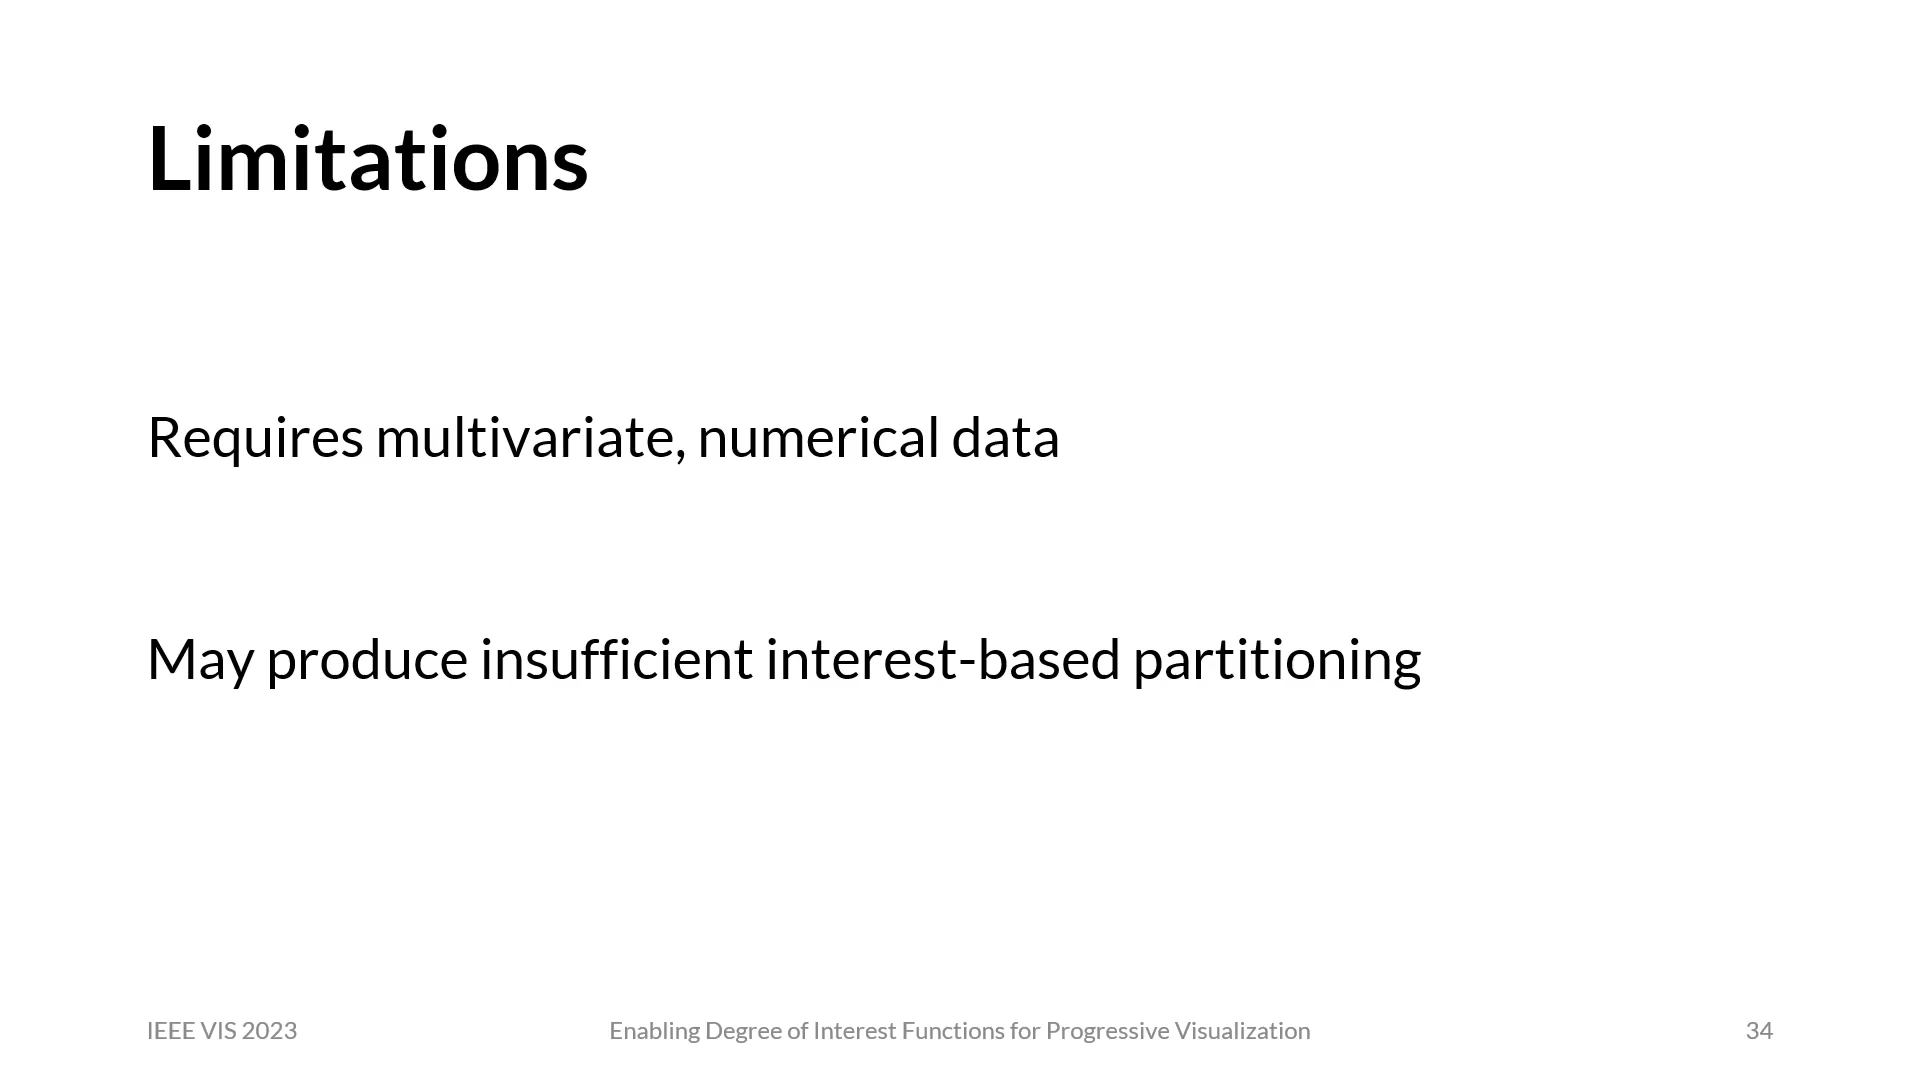 Limitations
Requires multivariate, numerical data
May produce insufficient interest-based partitioning
IEEE VIS 2023
Enabling Degree of Interest Functions for Progressive Visualization
34